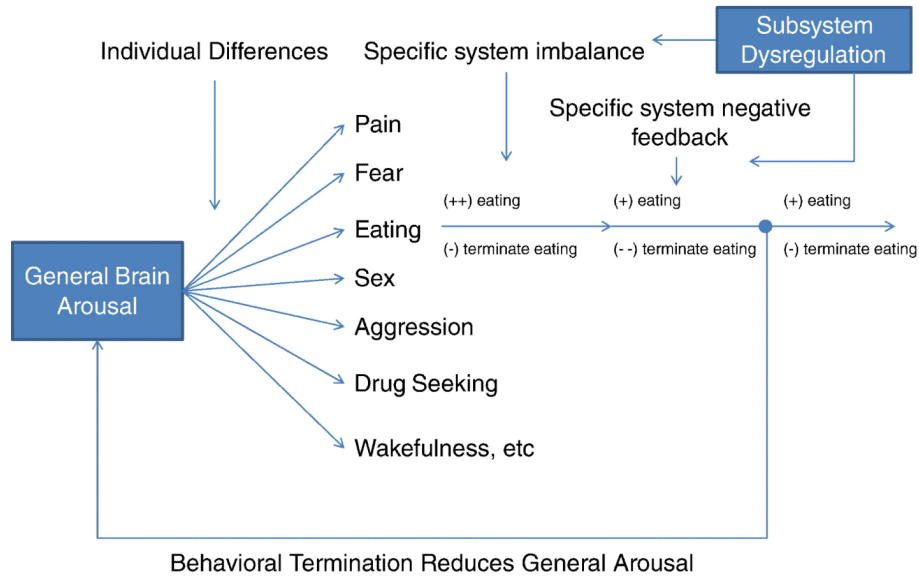 Individual Differences
Specific system imbalance
Subsystem
Dysregulation
Specific system negative
feedback
Pain
Fear
Eating
Sex
Aggression
Drug Seeking
Wakefulness, etc
General Brain
Arousal
(++) eating
(-) terminate eating
(+) eating
(- -) terminate eating
(+) eating
(-) terminate eating
Behavioral Termination Reduces General Arousal